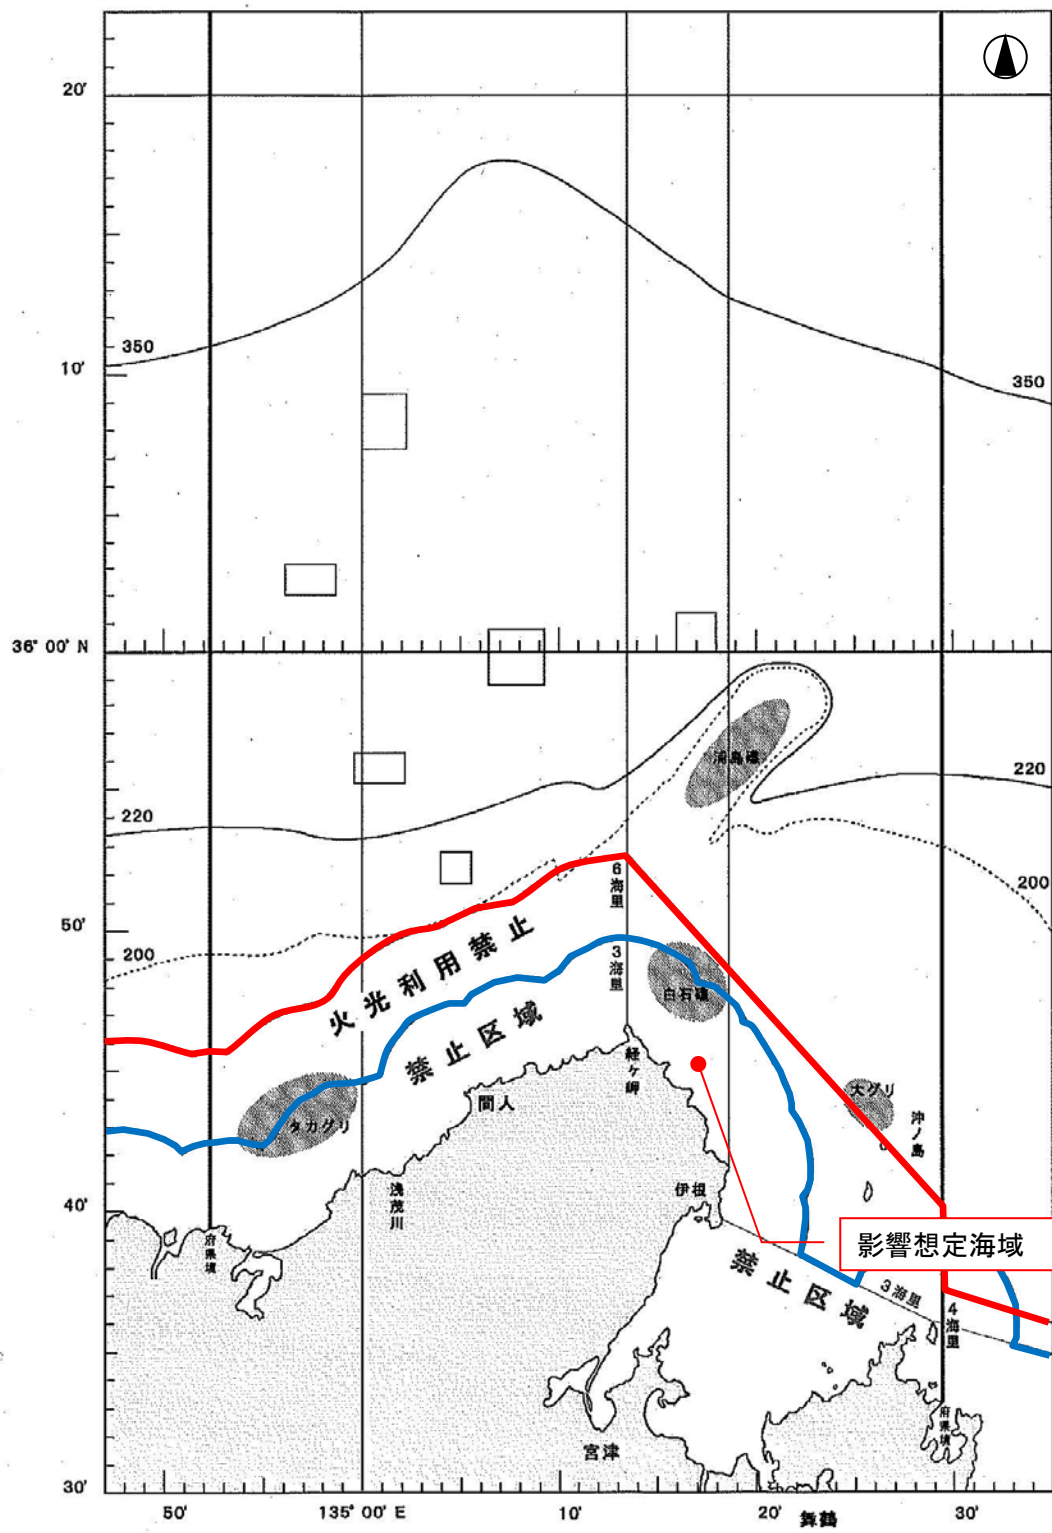 20′
350
10′
350
36° 00′ N
浦島礁
220
220
6海里
200
50′
200
火光利用禁止
3海里
白石礁
禁止区域
経ヶ岬
間人
大グリ
タカグリ
沖ノ島
浅茂川
伊根
40′
府県境
影響想定海域
禁止区域
3海里
4海里
府県境
宮津
30′
50′
135° 00′ E
10′
20′
舞鶴
30′